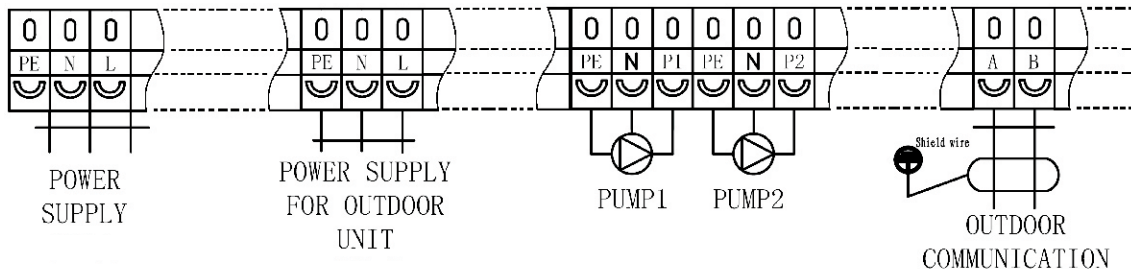 0 0 0 0 0 0 0 0 0 0 0 0 0 0
PE N L PE N L PE N P1 PE N P2 A B
Shield wire
POWER
SUPPLY
POWER SUPPLY
FOR OUTDOOR
UNIT
PUMP1 PUMP2
OUTDOOR
COMMUNICATION